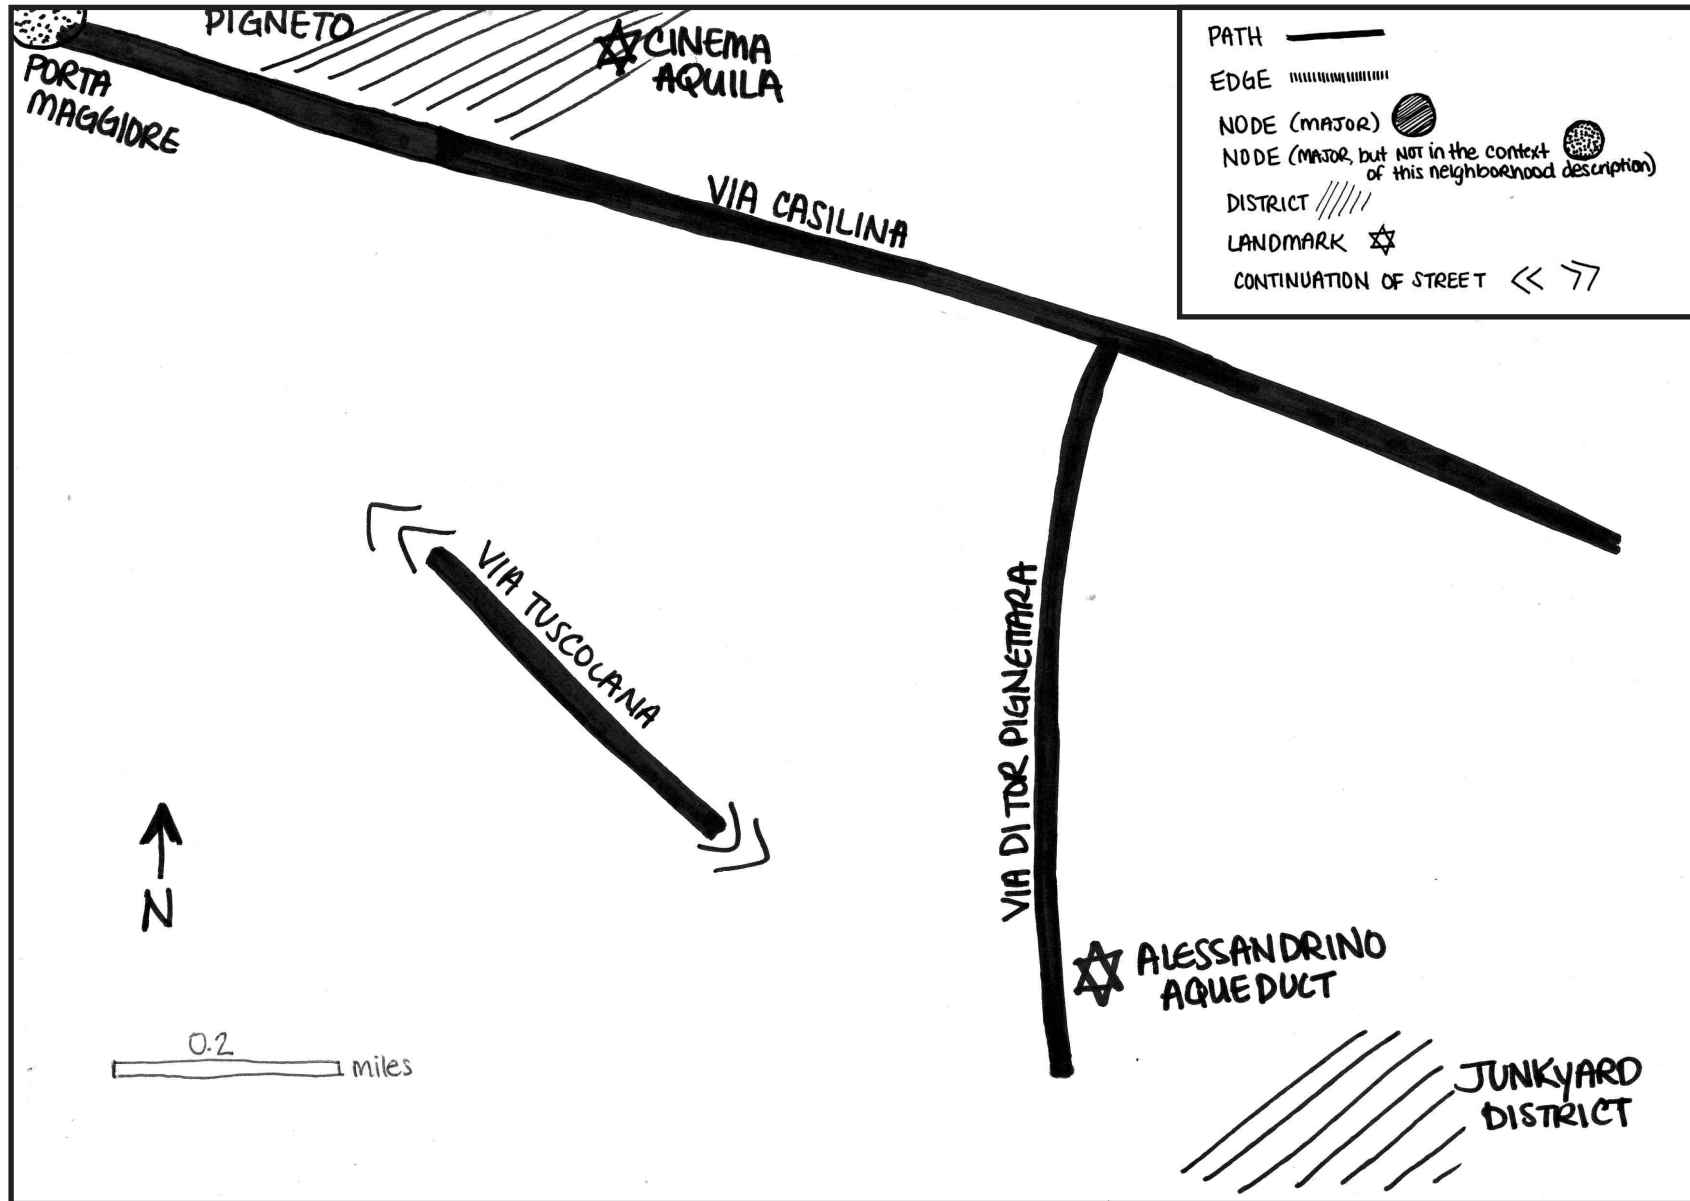 PIGNETO
CINEMA
AQUILA
PORTA
MAGGIORE
VIA CASILINA
PATH
EDGE
NODE (MAJOR)
NODE (MAJOR, but NOT in the context
of this neighborhood description)
DISTRICT
LANDMARK
CONTINUATION OF STREET
VIA TUSCOLANA
VIA DI TOR PIGNETTARA
N
ALESSANDRINO
AQUEDUCT
0.2
miles
JUNKYARD
DISTRICT